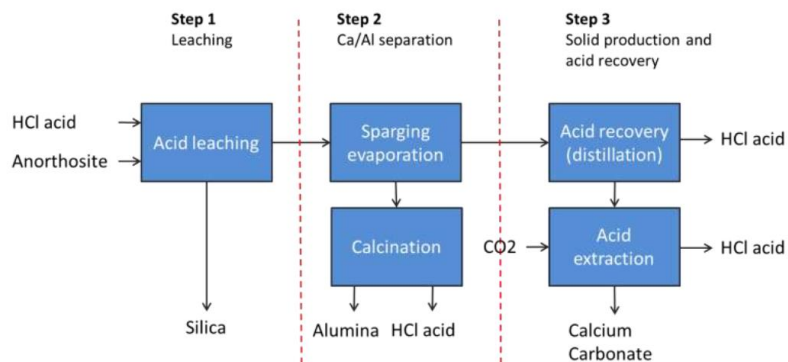 Step 1
Leaching
Step 2
Ca/Al separation
Step 3
Solid production and
acid recovery
HCl acid
Anorthosite
Acid leaching
Sparging
evaporation
Acid recovery
(distillation)
HCl acid
Calcination
CO2
Acid
extraction
HCl acid
Silica
Alumina
HCl acid
Calcium
Carbonate